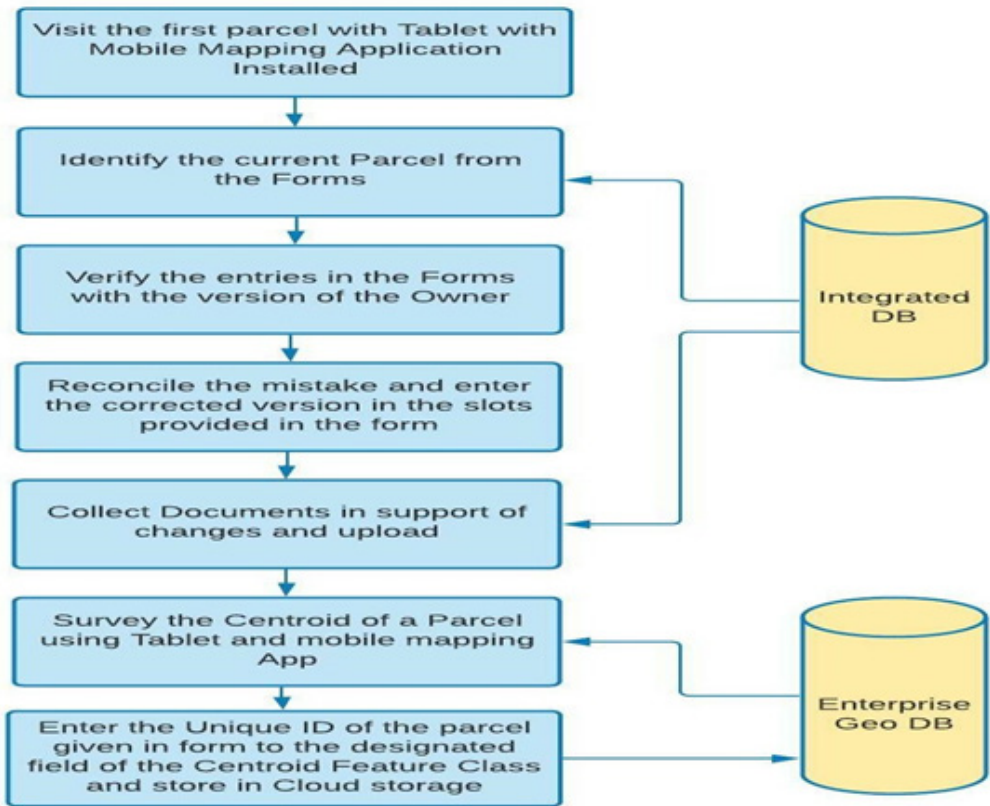 Visit the first parcel with Tablet with
Mobile Mapping Application
Installed
Identify the current Parcel from
the Forms
Verify the entries in the Forms
with the version of the Owner
Reconcile the mistake and enter
the corrected version in the slots
provided in the form
Collect Documents in support of
changes and upload
Survey the Centroid of a Parcel
using Tablet and mobile mapping
App
Enter the Unique ID of the parcel
given in form to the designated
field of the Centroid Feature Class
and store in Cloud storage
Integrated
DB
Enterprise
Geo DB